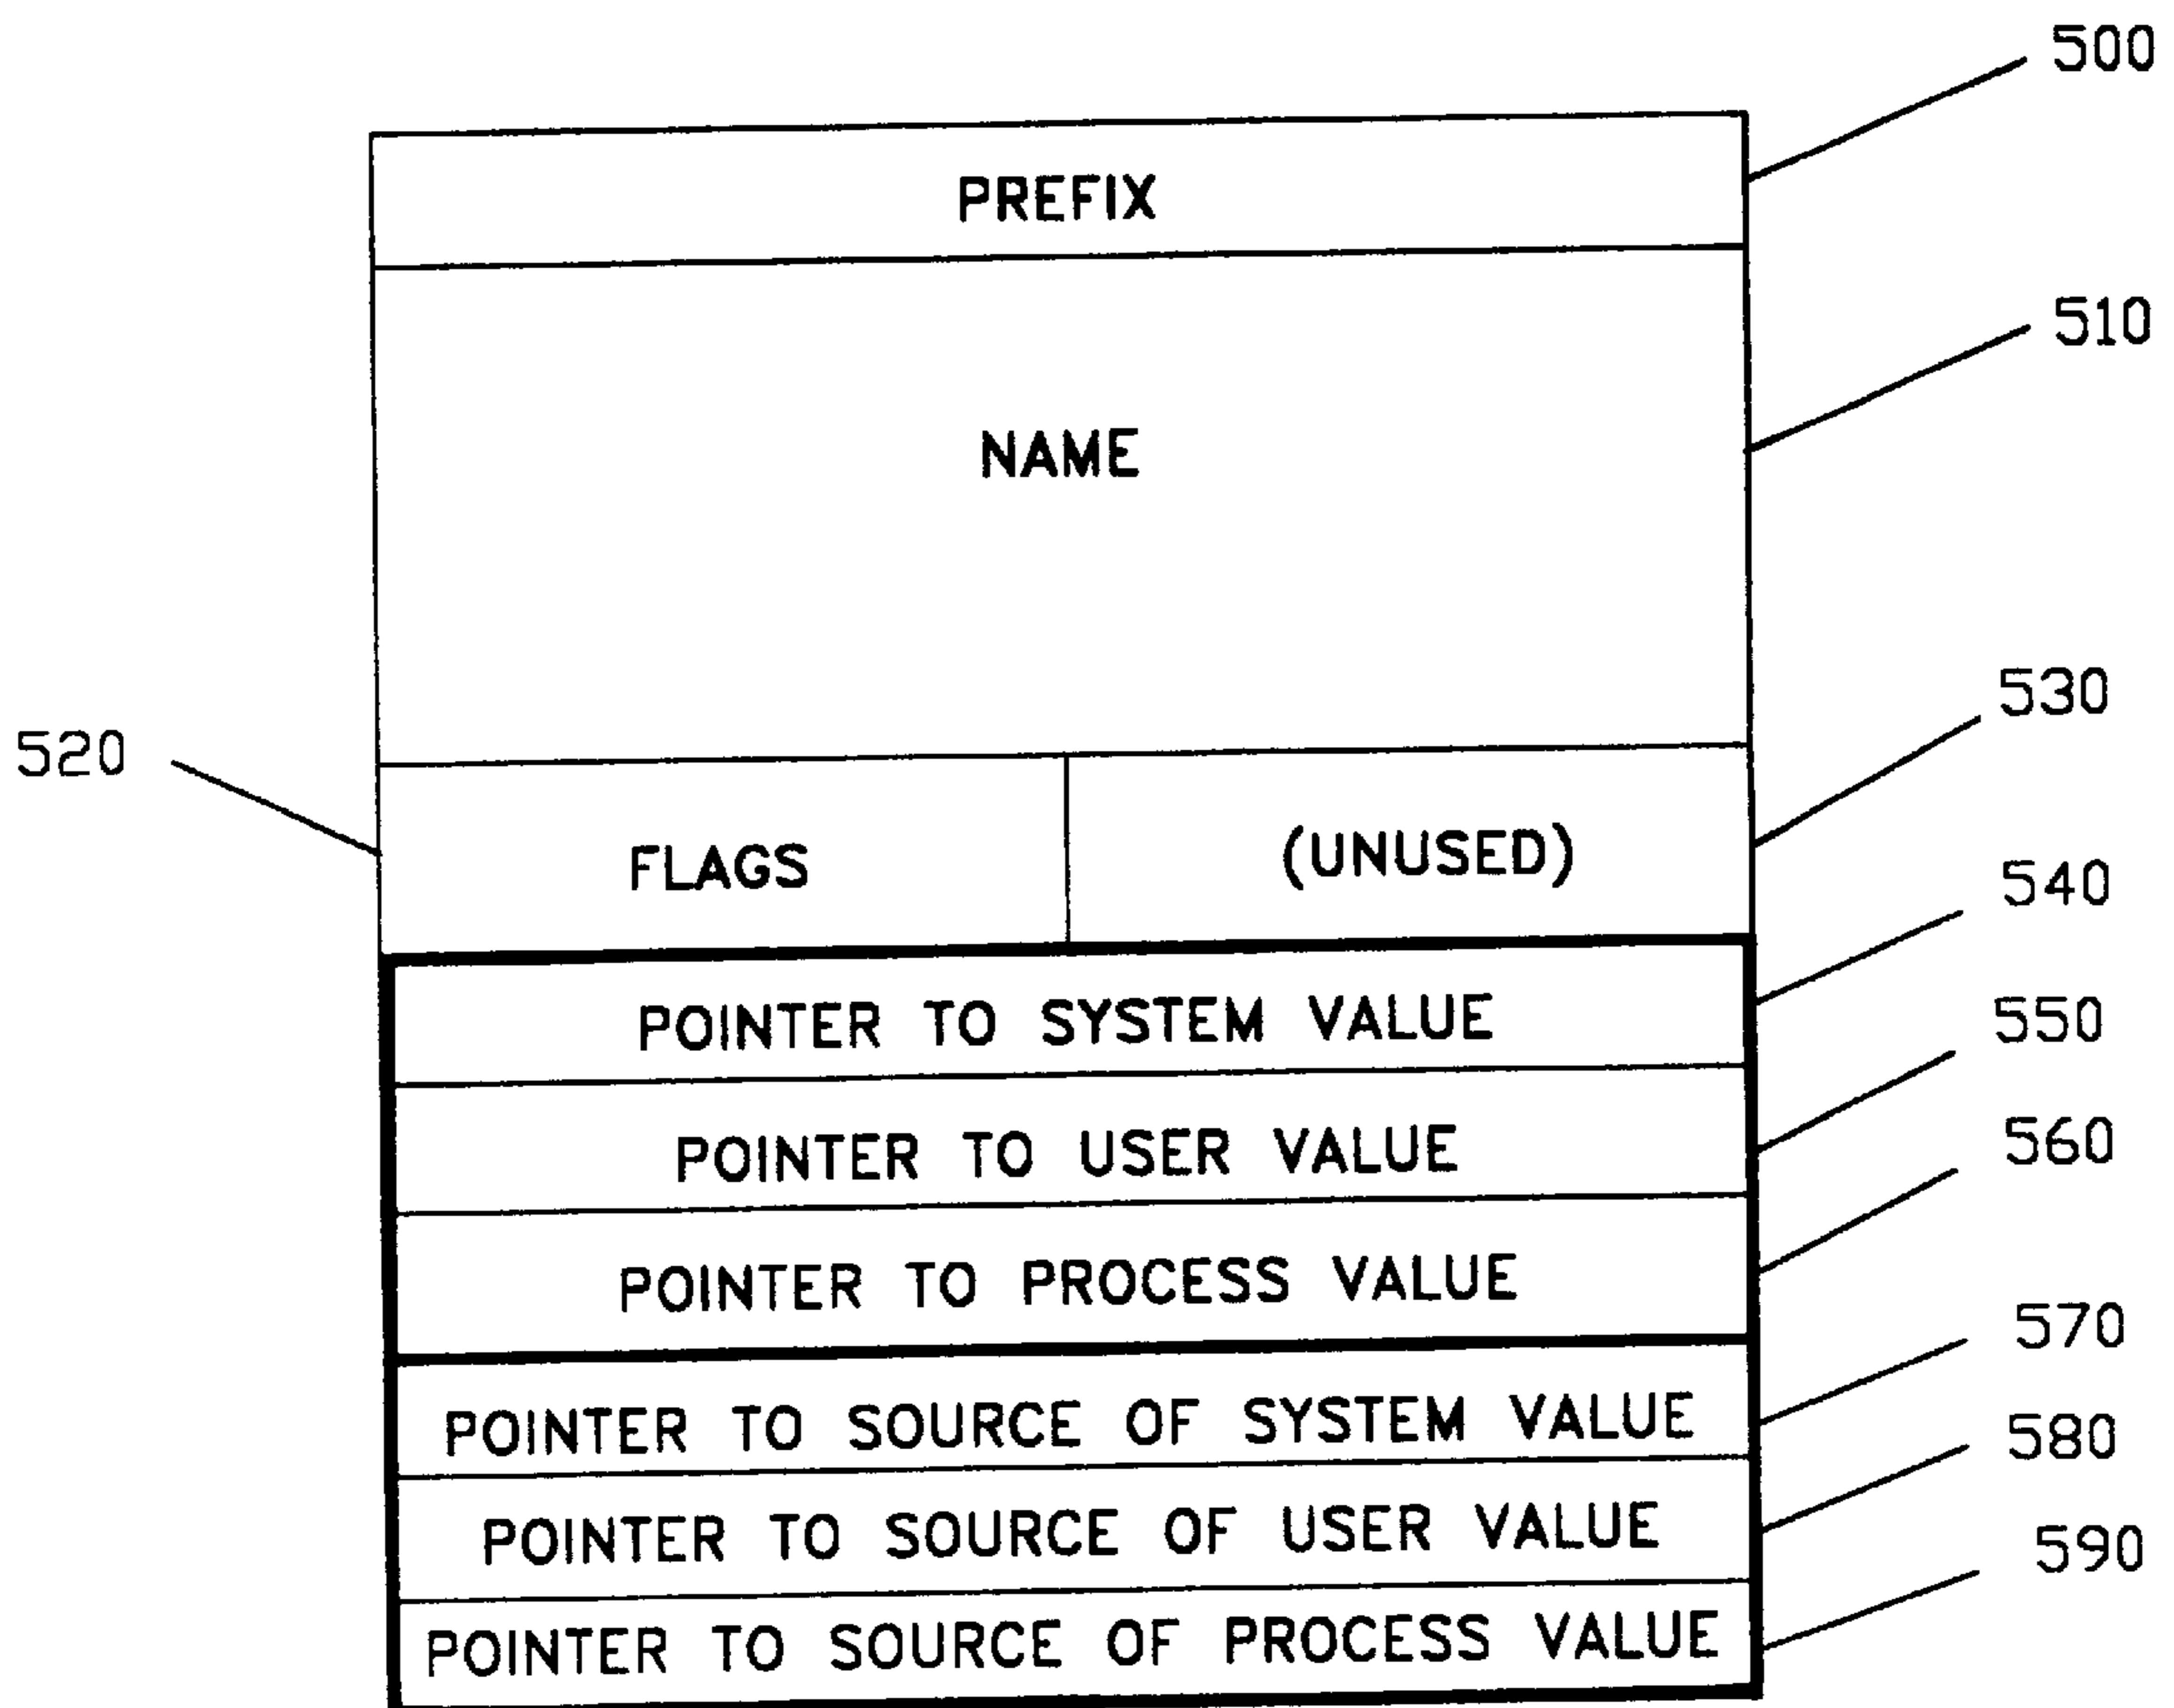 500
PREFIX
510
NAME
530
520
FLAGS (UNUSED)
540
POINTER TO SYSTEM VALUE
550
POINTER TO USER VALUE
560
POINTER TO PROCESS VALUE
570
POINTER TO SOURCE OF SYSTEM VALUE
580
POINTER TO SOURCE OF USER VALUE
590
POINTER TO SOURCE OF PROCESS VALUE